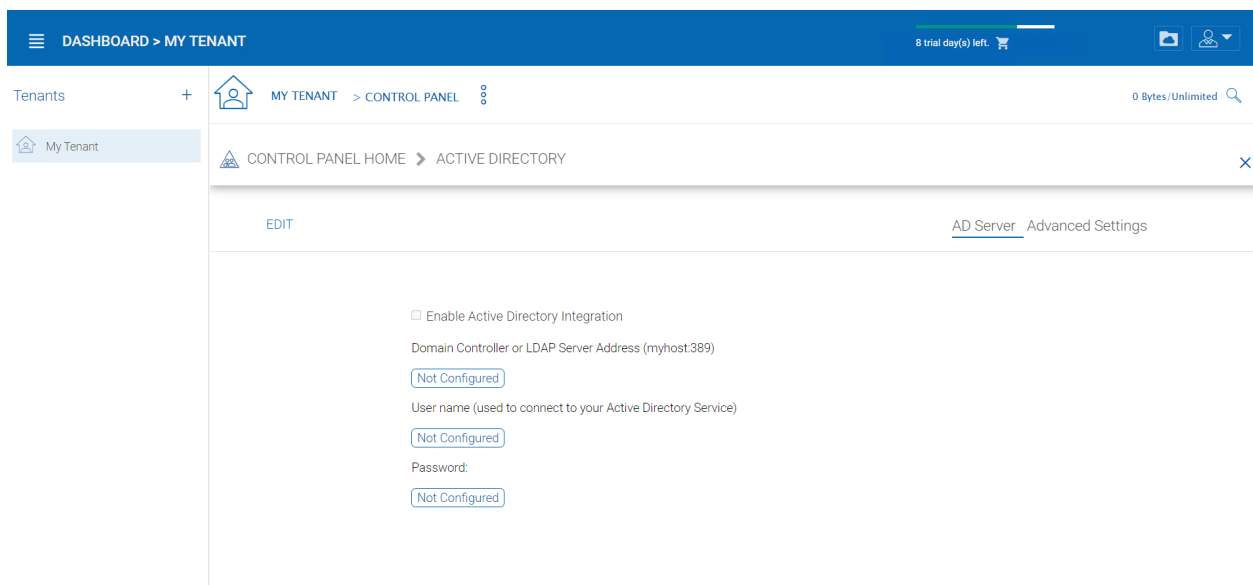 DASHBOARD > MY TENANT
8 trial day(s) left.
Tenants +
MY TENANT > CONTROL PANEL
0 Bytes/Unlimited
My Tenant
CONTROL PANEL HOME > ACTIVE DIRECTORY
EDIT
AD Server Advanced Settings
Enable Active Directory Integration
Domain Controller or LDAP Server Address (myhost:389)
Not Configured
User name (used to connect to your Active Directory Service)
Not Configured
Password:
Not Configured